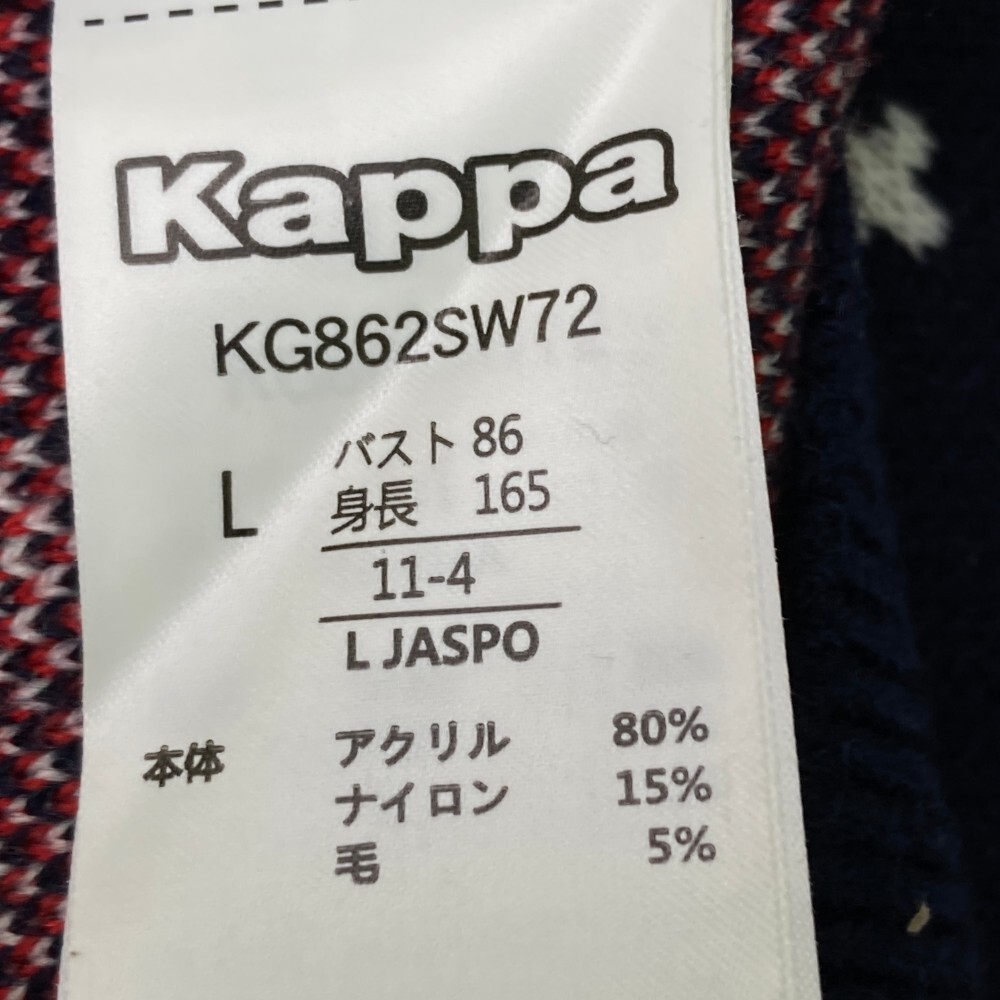 Kappa
KG862SW72
L
バスト 86
身長 165
11-4
L JASPO
本体 アクリル 80%
ナイロン 15%
毛 5%